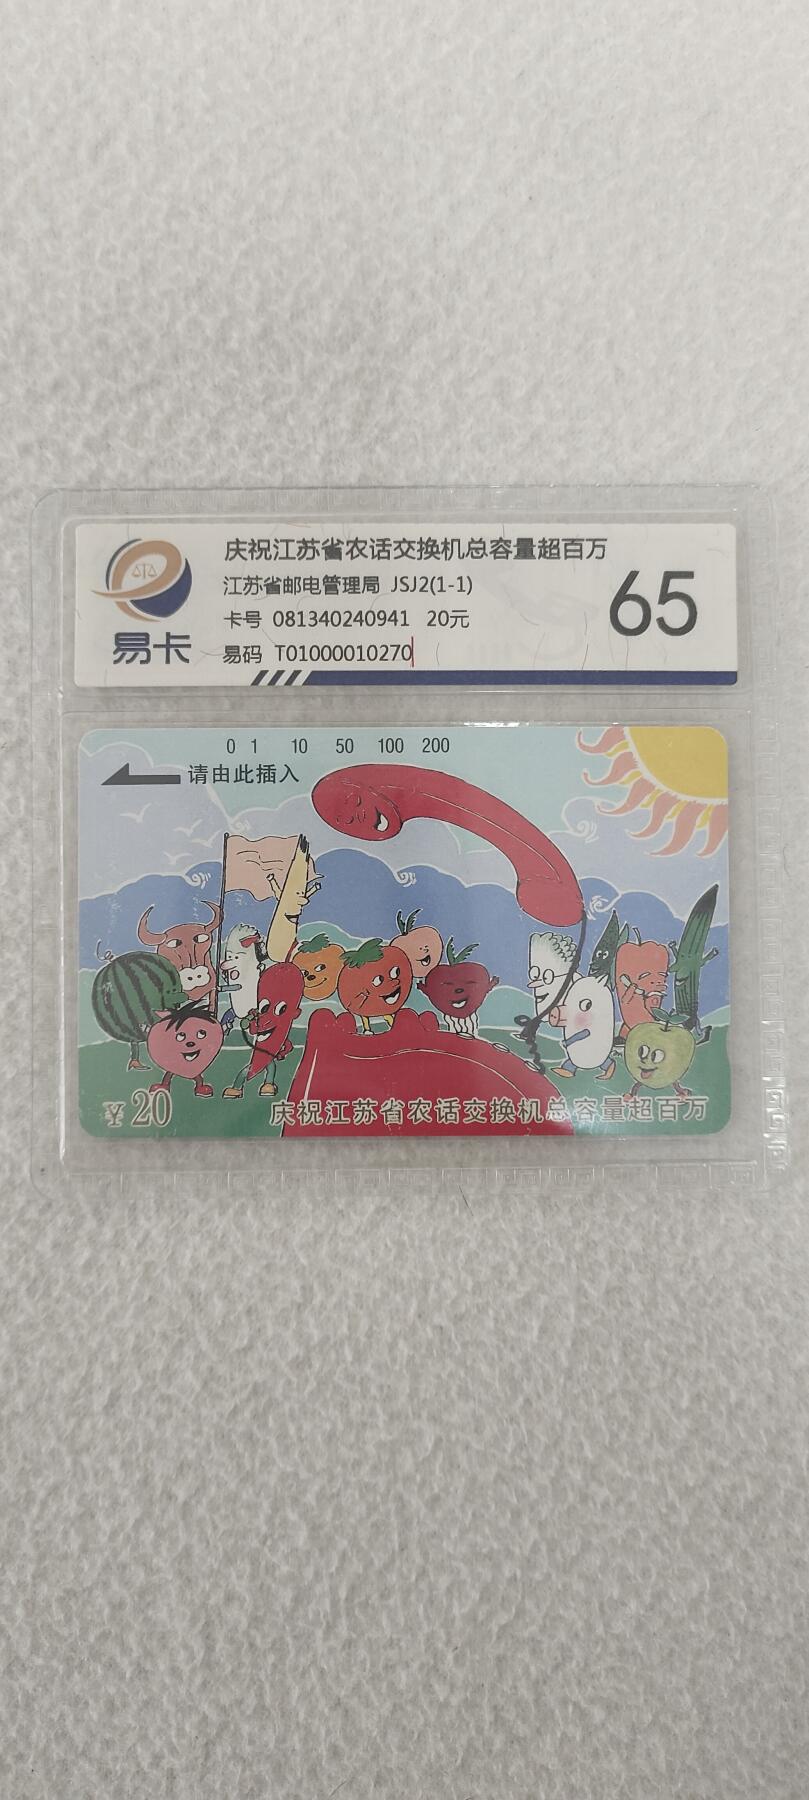 庆祝江苏省农话交换机总容量超百万
江苏省邮电管理局 JSJ2(1-1)
卡号 081340240941 20元
易码 T01000010270
65
易卡
0 1 10 50 100 200
请由此插入
¥20
庆祝江苏省农话交换机总容量超百万